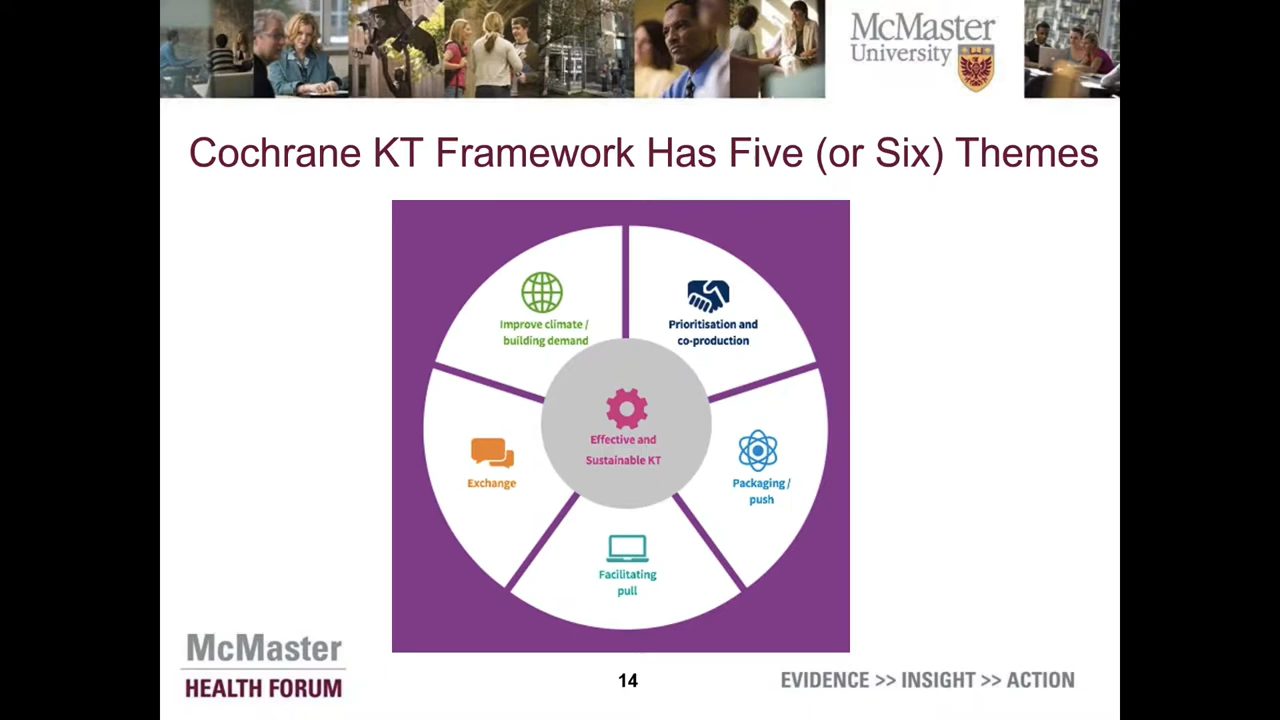 McMaster
University
Cochrane KT Framework Has Five (or Six) Themes
Improve climate /
building demand
Prioritisation and
co-production
Effective and
Sustainable KT
Exchange
Packaging /
push
Facilitating
pull
McMaster
HEALTH FORUM
14
EVIDENCE >> INSIGHT >> ACTION